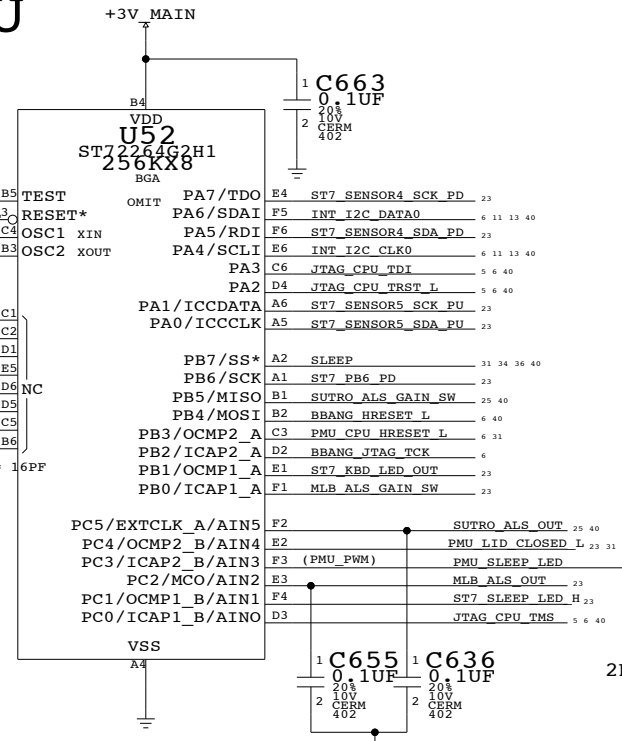 U
+3V_MAIN
1 C663
0.1UF
20%
10V
CERM
402
2
B4
VDD
U52
ST72264G2H1
256KX8
BGA
OMIT
B5 TEST
3 RESET*
C4 OSC1 XIN
B3 OSC2 XOUT
C1
C2
D1
E5
D6 NC
D5
C5
B6
16PF
PA7/TDO E4 ST7_SENSOR4_SCK_PD 23
PA6/SDAI F5 INT_I2C_DATA0 6 11 13 40
PA5/RDI F6 ST7_SENSOR4_SDA_PD 23
PA4/SCLI E6 INT_I2C_CLK0 6 11 13 40
PA3 C6 JTAG_CPU_TDI 5 6 40
PA2 D4 JTAG_CPU_TRST_L 5 6 40
PA1/ICCDATA A6 ST7_SENSOR5_SCK_PU 23
PA0/ICCCLK A5 ST7_SENSOR5_SDA_PU 23
PB7/SS* A2 SLEEP 31 34 36 40
PB6/SCK A1 ST7_PB6_PD 23
PB5/MISO B1 SUTRO_ALS_GAIN_SW 25 40
PB4/MOSI B2 BBANG_HRESET_L 6 40
PB3/OCMP2_A C3 PMU_CPU_HRESET_L 6 31
PB2/ICAP2_A D2 BBANG_JTAG_TCK 6
PB1/OCMP1_A E1 ST7_KBD_LED_OUT 23
PB0/ICAP1_A F1 MLB_ALS_GAIN_SW 23
PC5/EXTCLK_A/AIN5 F2 SUTRO_ALS_OUT 25 40
PC4/OCMP2_B/AIN4 E2 PMU_LID_CLOSED_L 23 31
PC3/ICAP2_B/AIN3 F3 (PMU_PWM) PMU_SLEEP_LED
PC2/MCO/AIN2 E3 MLB_ALS_OUT 23
PC1/OCMP1_B/AIN1 F4 ST7_SLEEP_LED_H 23
PC0/ICAP1_B/AIN0 D3 JTAG_CPU_TMS 5 6 40
VSS
A4
1 C655
0.1UF
20%
10V
CERM
402
2
1 C636
0.1UF
20%
10V
CERM
402
2